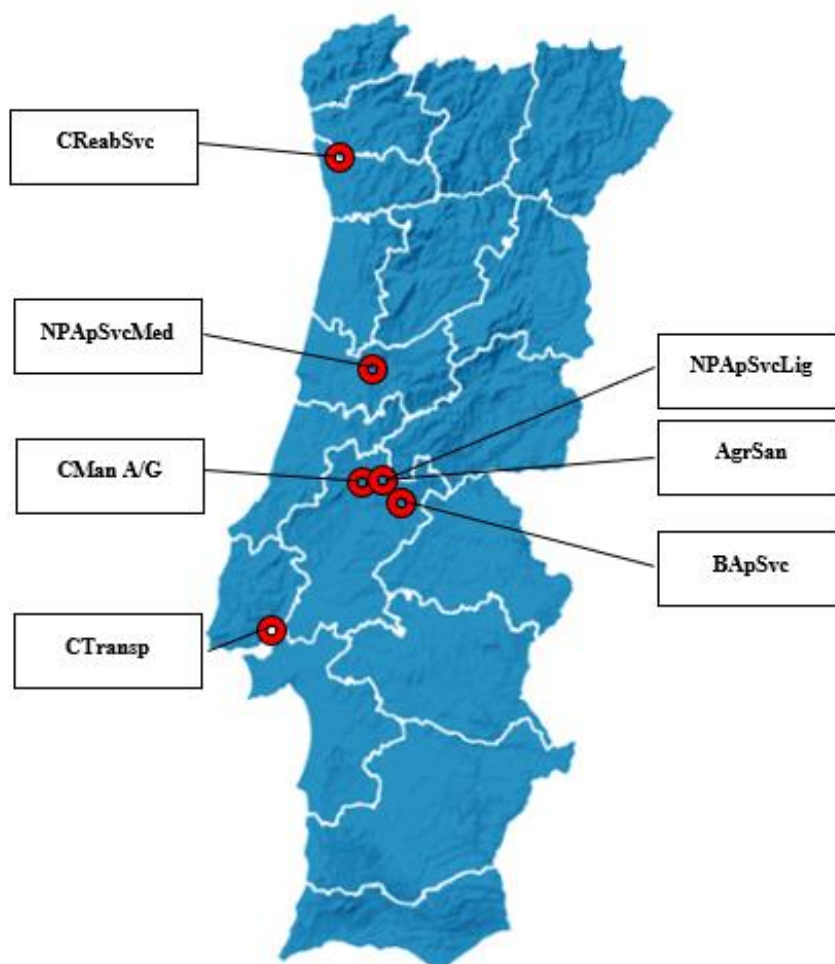 CReabSvc
NPApSvcMed
NPApSvcLig
CMan A/G
AgrSan
BApSvc
CTransp